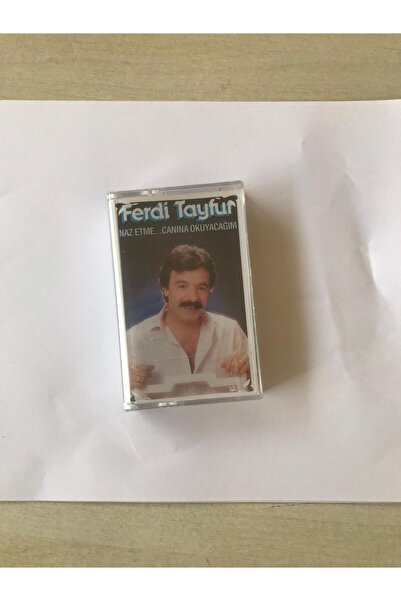 Ferdi Tayfur
NAZ ETME...CANINA OKUYACAĞIM